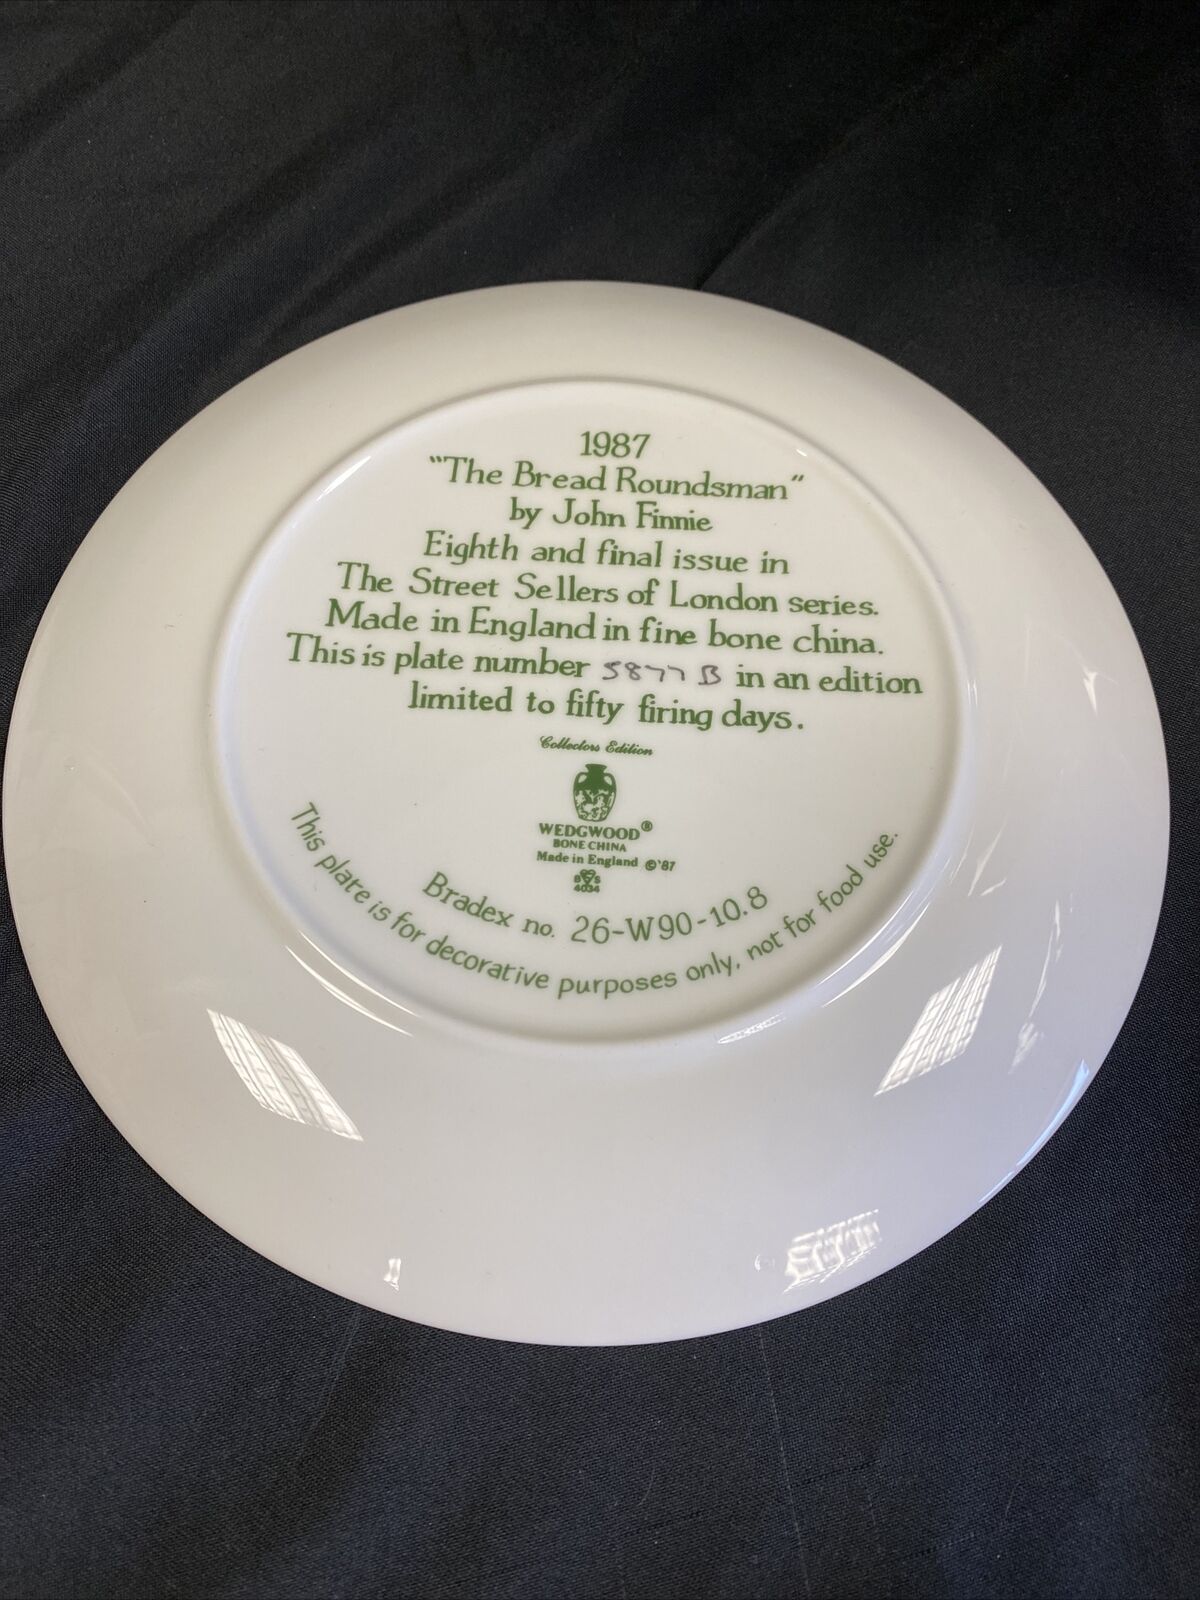 1987
"The Bread Roundsman"
by John Finnie
Eighth and final issue in
The Street Sellers of London series.
Made in England in fine bone china.
This is plate number 5877 B in an edition
limited to fifty firing days.
Collectors Edition
WEDGWOOD®
BONE CHINA
Made in England ©'87
B S
4034
Bradex no. 26-W90-10.8
This plate is for decorative purposes only, not for food use.